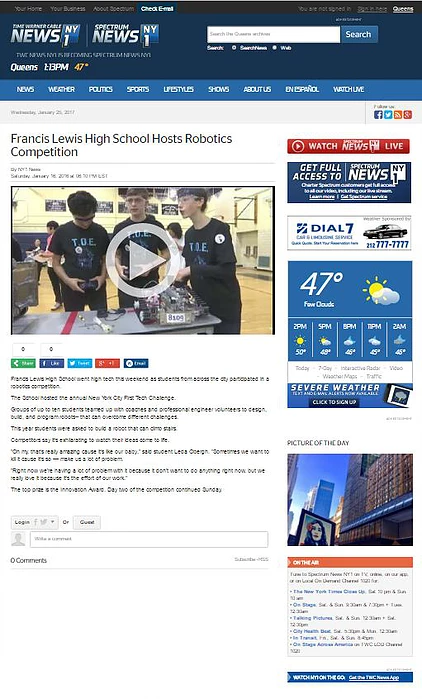 Your Home Your Business About Spectrum Check E-mail
You are not signed in Sign in here Queens
TIME WARNER CABLE
NEWS NY 1
SPECTRUM
NEWS NY 1
TWC NEWS NY1 IS BECOMING SPECTRUM NEWS NY1
Queens 1:13PM 47°
Search the Queens archives Search
Search: SearchNews Web
NEWS WEATHER POLITICS SPORTS LIFESTYLES SHOWS ABOUT US EN ESPAÑOL WATCH LIVE
Wednesday, January 25, 2017
Follow us:
Francis Lewis High School Hosts Robotics
Competition
By NY1 News
Saturday, January 16, 2016 at 06:10 PM EST
T.O.E.
T.O.E.
8109
0 0
Share Like Tweet +1 Email
Francis Lewis High School went high tech this weekend as students from across the city participated in a
robotics competition.
The School hosted the annual New York City First Tech Challenge.
Groups of up to ten students teamed up with coaches and professional engineer volunteers to design,
build, and program robots– that can overcome different challenges.
This year students were asked to build a robot that can climb stairs.
Competitors say it's exhilarating to watch their ideas come to life.
"Oh my, that's really amazing cause it's like our baby," said student Leda Obergh. "Sometimes we want to
kill it cause it's so — make us a lot of problem.
"Right now we're having a lot of problem with it because it don't want to do anything right now, but we
really love it because it's the effort of our work."
The top prize is the Innovation Award. Day two of the competition continued Sunday.
Login Or Guest
Write a comment
0 Comments
Subscribe RSS
WATCH SPECTRUM NEWS NY1 LIVE
GET FULL
ACCESS TO SPECTRUM NEWS NY1
Charter Spectrum customers get full access
to all our video, including our live stream.
Learn more | Get Spectrum service
Weather Sponsored By
DIAL 7
CAR & LIMOUSINE SERVICE
Quick Quote. Start Your Reservation Here
212 777-7777
47°
Few Clouds
2PM 5PM 8PM 11PM 2AM
50° 48° 46° 45° 45°
Today · 7-Day · Interactive Radar · Video
Weather Maps · Traffic
SEVERE WEATHER
TEXT AND EMAIL ALERTS
CLICK TO SIGN UP
PICTURE OF THE DAY
ON THE AIR
Tune to Spectrum News NY1 on TV, online, on our app,
or on Local On Demand Channel 1020 for:
• The New York Times Close Up, Sat. 10 pm & Sun.
10 am
• On Stage, Sat. & Sun. 9:30am & 7:30pm + Tues.
12:30am
• Talking Pictures, Sat. & Sun. 12:30am + Sat.
12:30pm
• City Health Beat, Sat. 5:30pm & Mon. 12:30am
• In Transit, Fri., Sat. & Sun. 8:45pm
• On Stage Across America on TWC LOD Channel
1020
WATCH NY1 ON THE GO: Get the TWC News App